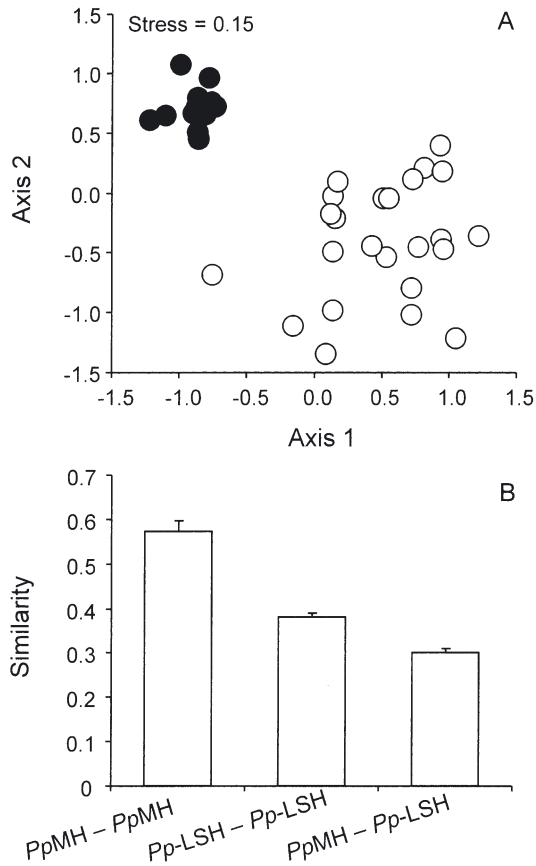 Stress = 0.15
A
1.5
1.0
0.5
0.0
-0.5
-1.0
-1.5
Axis 2
-1.5
-1.0
-0.5
0.0
0.5
1.0
1.5
Axis 1
B
0.7
0.6
0.5
0.4
0.3
0.2
0.1
0
Similarity
PpMH – PpMH
Pp-LSH – Pp-LSH
PpMH – Pp-LSH